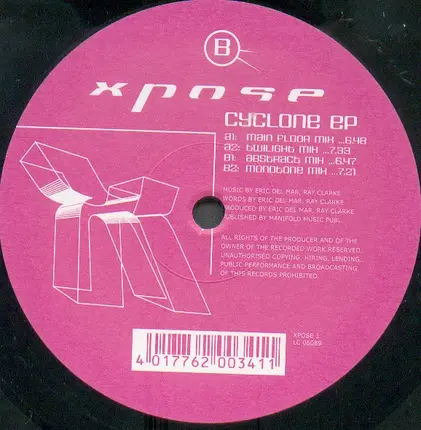 B
xpose
CYCLONE EP
A1: MAIN FLOOR MIX ...6.48
A2: TWILIGHT MIX ...7.33
B1: ABSTRACT MIX ...6.47
B2: MONOTONE MIX ...7.21
MUSIC BY ERIC DEL MAR, RAY CLARKE
WORDS BY ERIC DEL MAR, RAY CLARKE
PRODUCED BY ERIC DEL MAR, RAY CLARKE
PUBLISHED BY MANIFOLD MUSIC PUBL.
ALL RIGHTS OF THE PRODUCER AND OF THE
OWNER OF THE RECORDED WORK RESERVED.
UNAUTHORISED COPYING, HIRING, LENDING,
PUBLIC PERFORMANCE AND BROADCASTING
OF THIS RECORDS PROHIBITED.
XPOSE 1
LC 06089
4 017762 003411